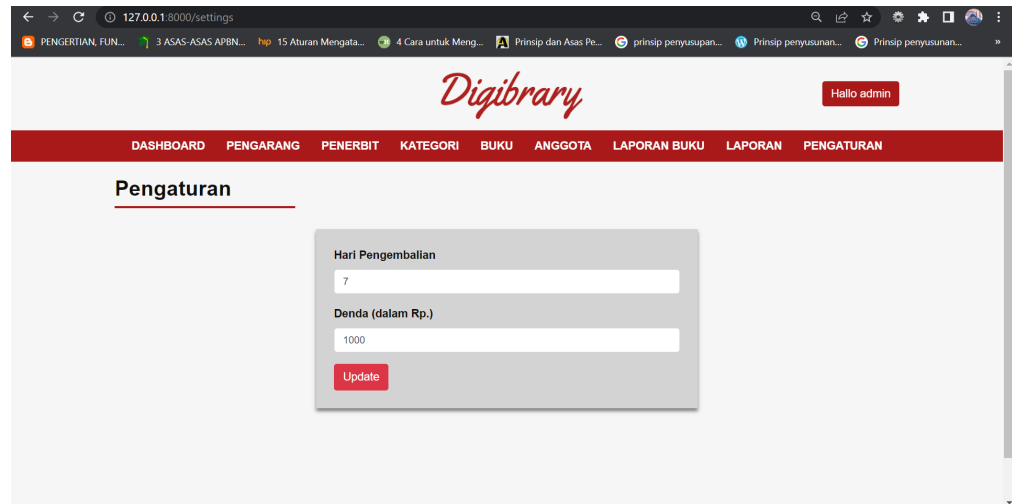 127.0.0.1:8000/settings
PENGERTIAN, FUN... 3 ASAS-ASAS APBN... hip 15 Aturan Mengata... 4 Cara untuk Meng... Prinsip dan Asas Pe... prinsip penyusupan... Prinsip penyusunan... Prinsip penyusunan... »
Digibrary
Hallo admin
DASHBOARD PENGARANG PENERBIT KATEGORI BUKU ANGGOTA LAPORAN BUKU LAPORAN PENGATURAN
Pengaturan
Hari Pengembalian
7
Denda (dalam Rp.)
1000
Update